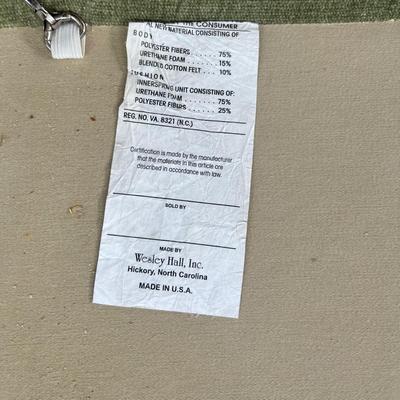 THE CONSUMER
AL NEW MATERIAL CONSISTING OF
BODY
POLYESTER FIBERS . . . . . 75%
URETHANE FOAM . . . . . 15%
BLENDED COTTON FELT . . . 10%
INNERSPRING UNIT CONSISTING OF:
URETHANE FOAM . . . . . 75%
POLYESTER FIBERS . . . . . 25%
REG. NO. VA. 8321 (N.C.)
Certification is made by the manufacturer
that the materials in this article are
described in accordance with law.
SOLD BY
MADE BY
Wesley Hall, Inc.
Hickory, North Carolina
MADE IN U.S.A.